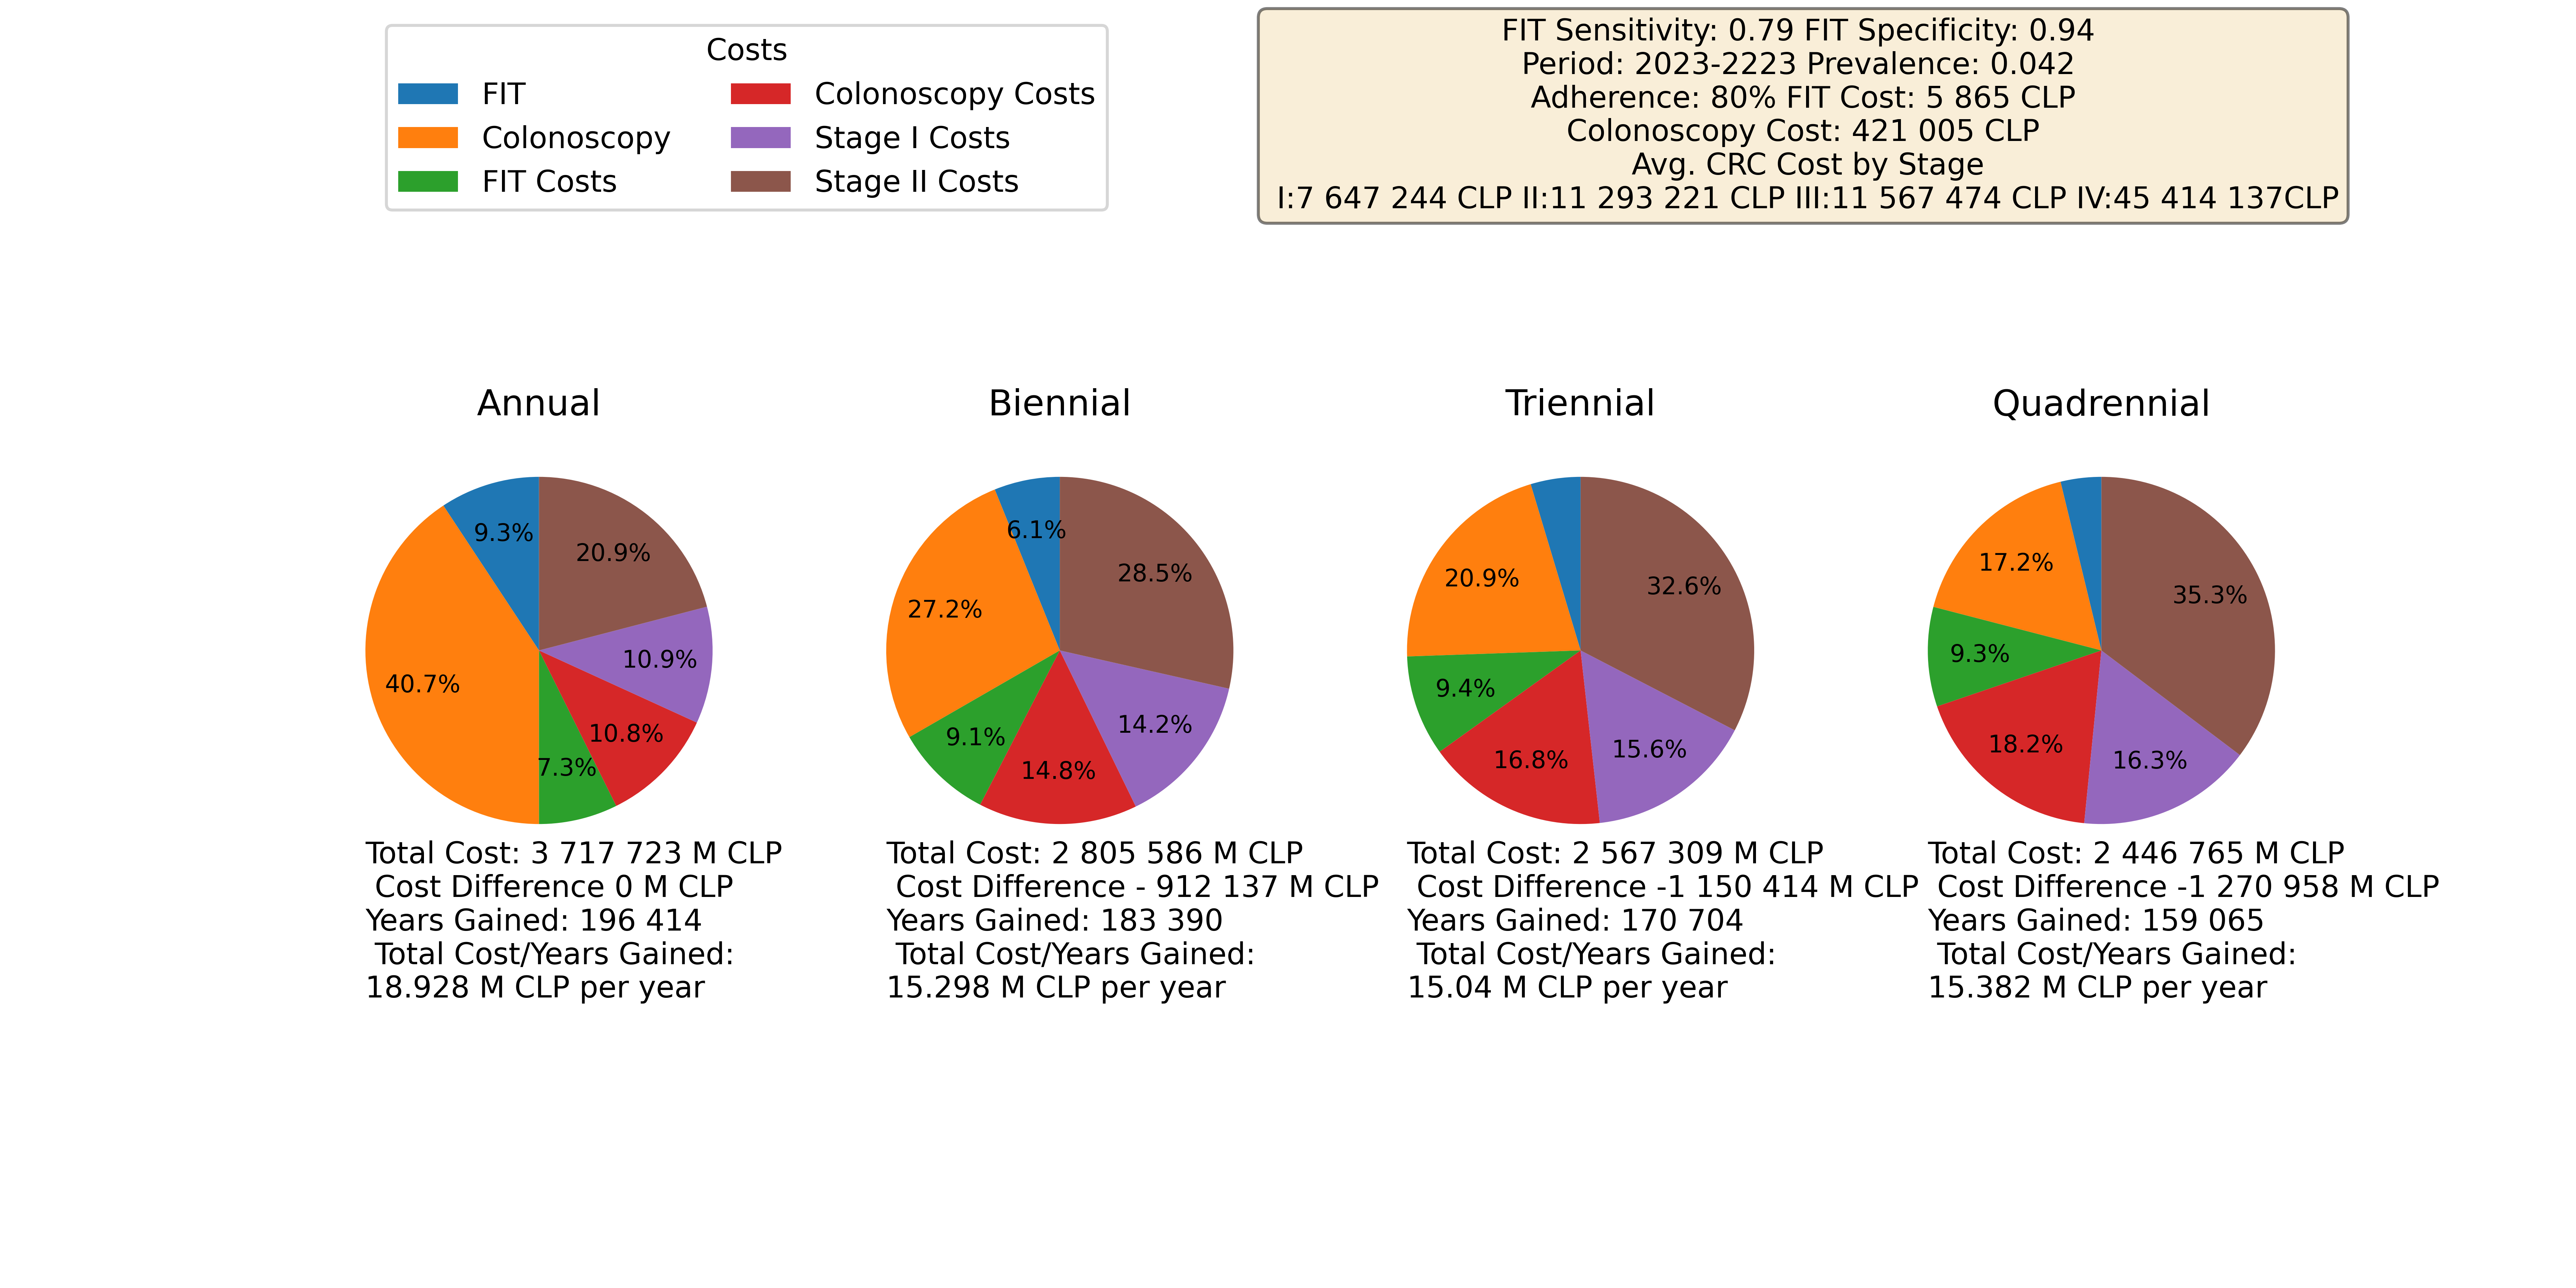 Costs
FIT
Colonoscopy
FIT Costs
Colonoscopy Costs
Stage I Costs
Stage II Costs
FIT Sensitivity: 0.79 FIT Specificity: 0.94
Period: 2023-2223 Prevalence: 0.042
Adherence: 80% FIT Cost: 5 865 CLP
Colonoscopy Cost: 421 005 CLP
Avg. CRC Cost by Stage
I:7 647 244 CLP II:11 293 221 CLP III:11 567 474 CLP IV:45 414 137CLP
Annual
9.3%
20.9%
10.9%
40.7%
10.8%
7.3%
Total Cost: 3 717 723 M CLP
Cost Difference 0 M CLP
Years Gained: 196 414
Total Cost/Years Gained:
18.928 M CLP per year
Biennial
6.1%
28.5%
27.2%
14.2%
9.1%
14.8%
Total Cost: 2 805 586 M CLP
Cost Difference - 912 137 M CLP
Years Gained: 183 390
Total Cost/Years Gained:
15.298 M CLP per year
Triennial
20.9%
32.6%
9.4%
15.6%
16.8%
Total Cost: 2 567 309 M CLP
Cost Difference -1 150 414 M CLP
Years Gained: 170 704
Total Cost/Years Gained:
15.04 M CLP per year
Quadrennial
17.2%
35.3%
9.3%
18.2%
16.3%
Total Cost: 2 446 765 M CLP
Cost Difference -1 270 958 M CLP
Years Gained: 159 065
Total Cost/Years Gained:
15.382 M CLP per year